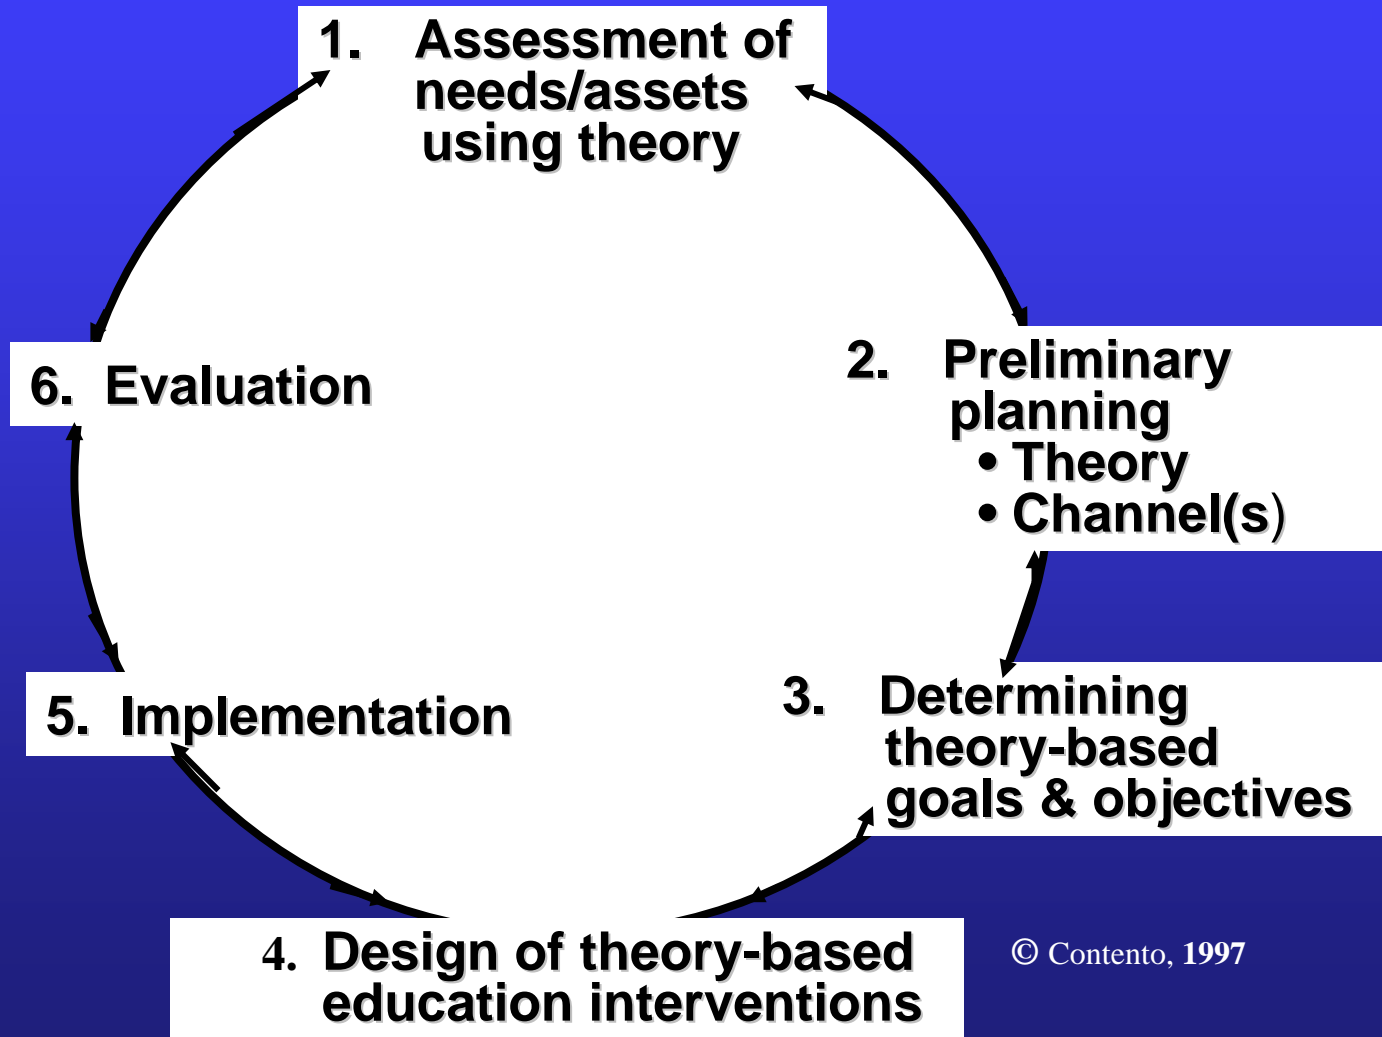 1. Assessment of
needs/assets
using theory
2. Preliminary
planning
• Theory
• Channel(s)
3. Determining
theory-based
goals & objectives
4. Design of theory-based
education interventions
5. Implementation
6. Evaluation
© Contento, 1997